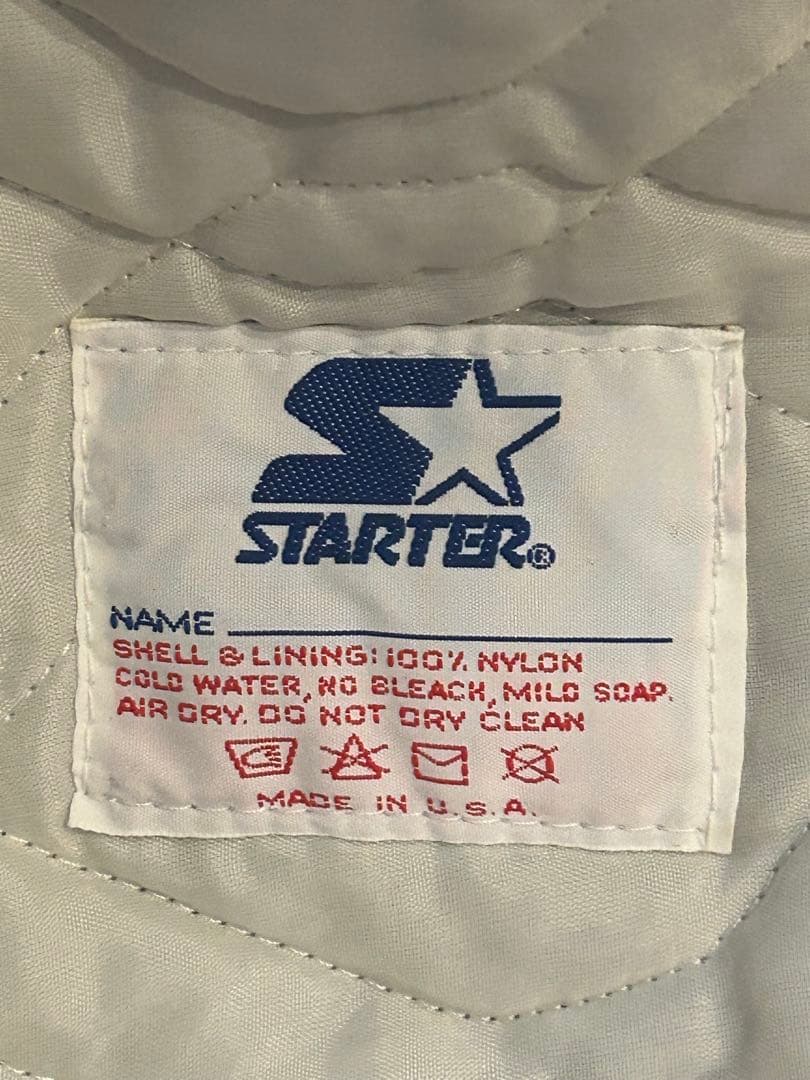 STARTER®
NAME
SHELL & LINING: 100% NYLON
COLD WATER, NO BLEACH, MILD SOAP.
AIR DRY. DO NOT DRY CLEAN
MADE IN U.S.A.